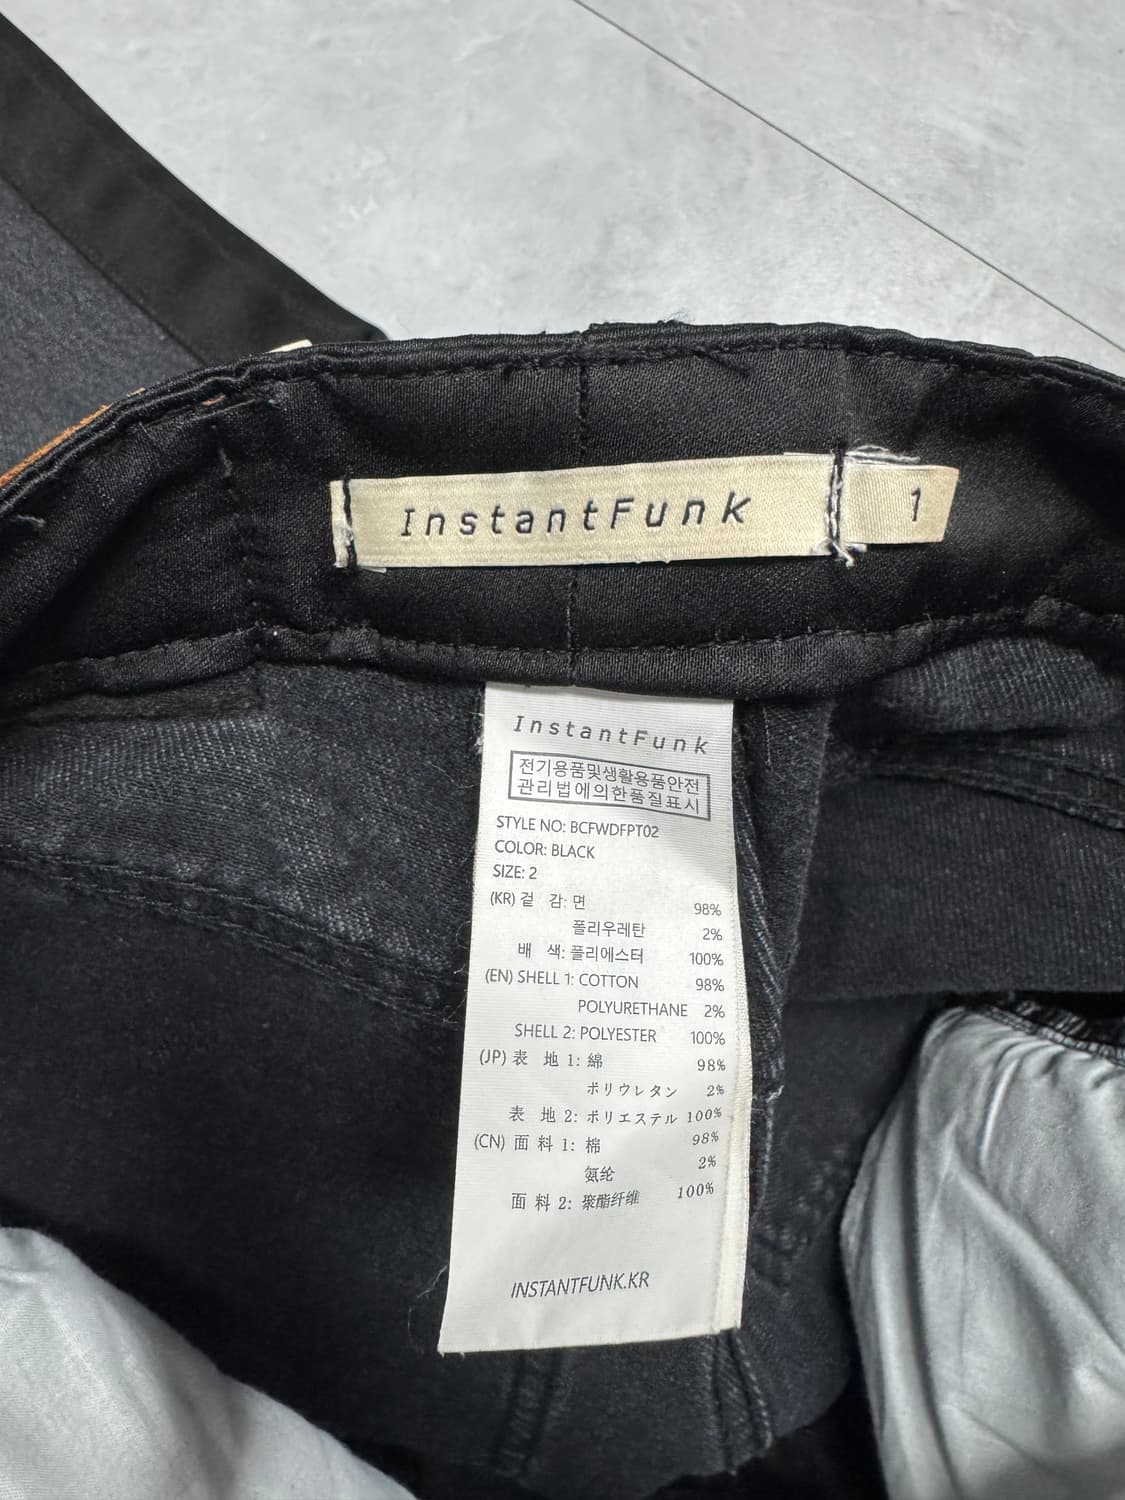 InstantFunk
1
InstantFunk
전기용품및생활용품안전
관리법에의한품질표시
STYLE NO: BCFWDFPT02
COLOR: BLACK
SIZE: 2
(KR) 겉 감: 면 98%
폴리우레탄 2%
배 색: 폴리에스터 100%
(EN) SHELL 1: COTTON 98%
POLYURETHANE 2%
SHELL 2: POLYESTER 100%
(JP) 表 地 1: 綿 98%
ポリウレタン 2%
表 地 2: ポリエステル 100%
(CN) 面 料 1: 棉 98%
氨纶 2%
面 料 2: 聚酯纤维 100%
INSTANTFUNK.KR